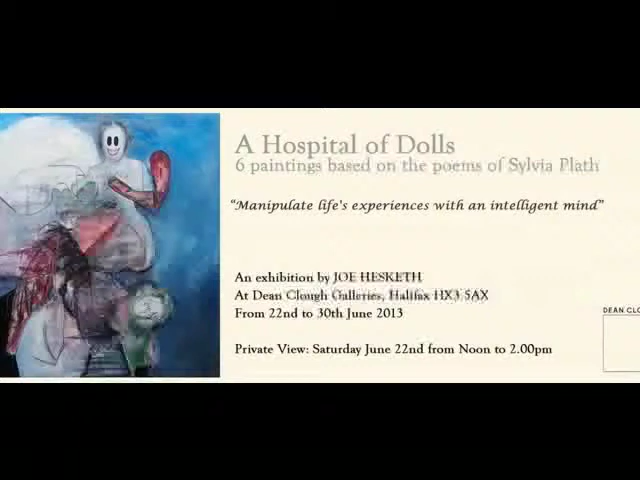 A Hospital of Dolls
6 paintings based on the poems of Sylvia Plath
“Manipulate life's experiences with an intelligent mind”
An exhibition by JOE HESKETH
At Dean Clough Galleries, Halifax HX3 5AX
From 22nd to 30th June 2013
Private View: Saturday June 22nd from Noon to 2.00pm
DEAN CLO